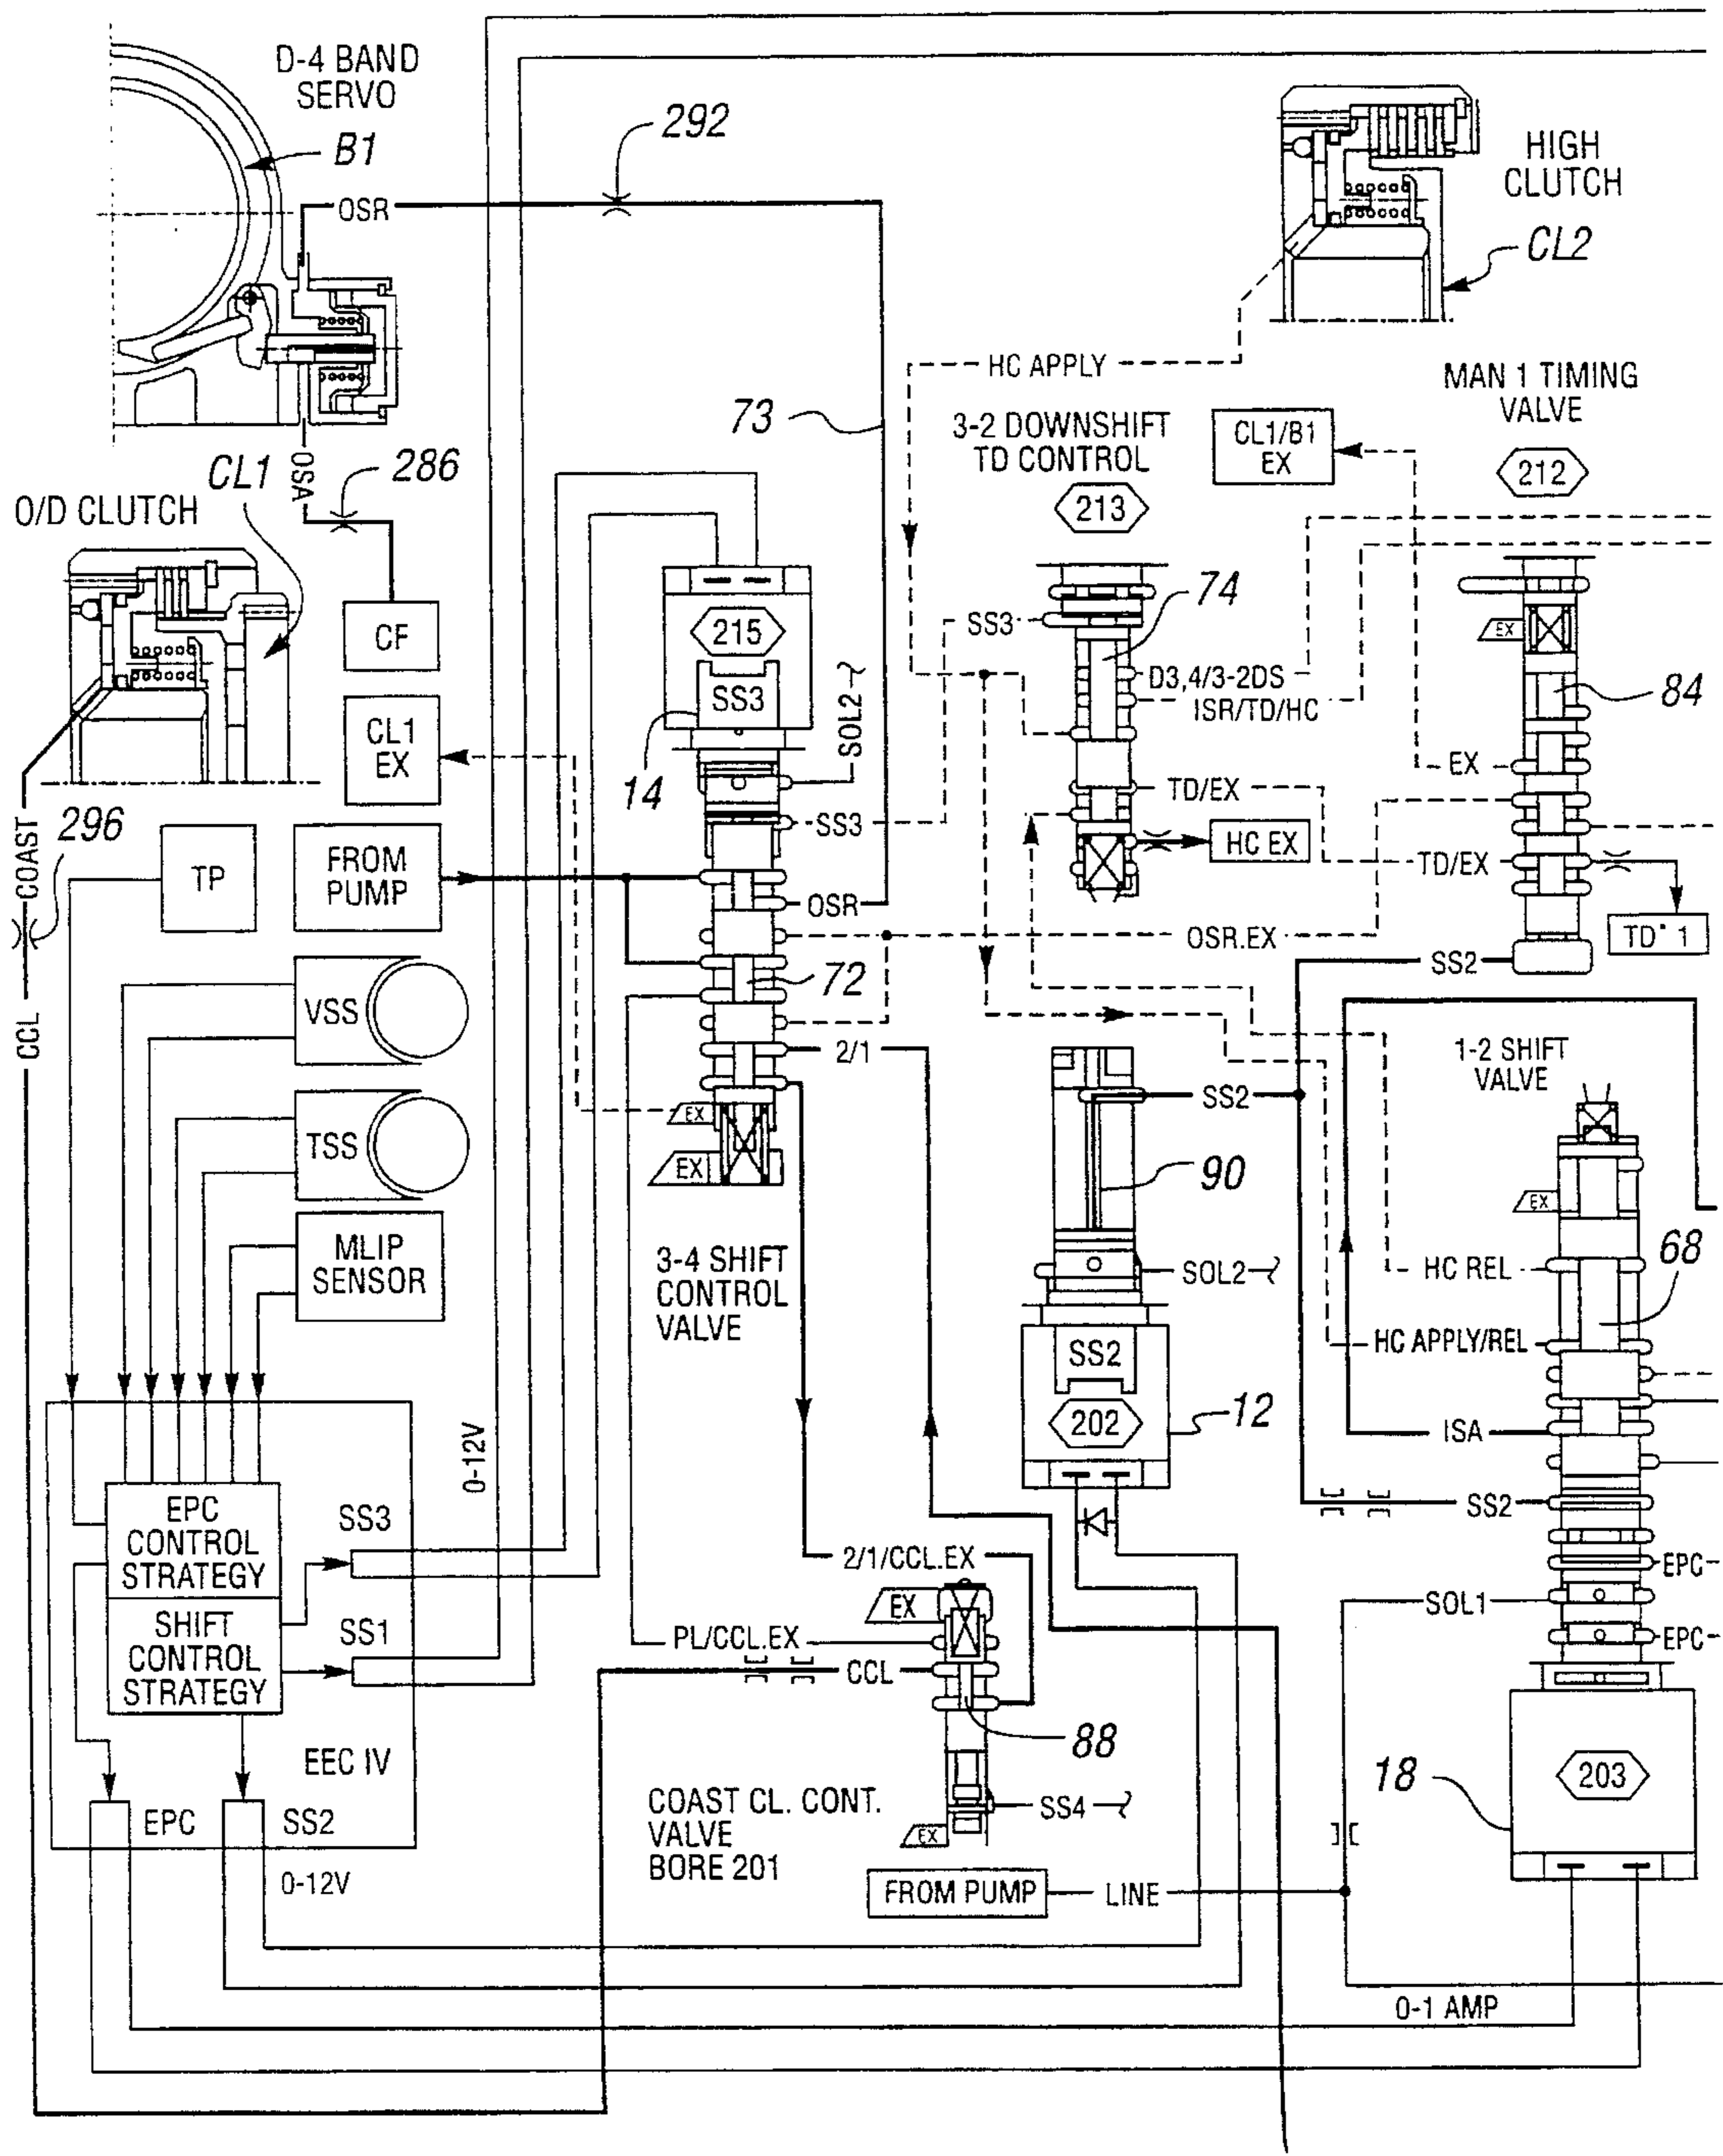 D-4 BAND
SERVO
B1
292
OSR
HIGH
CLUTCH
CL2
HC APPLY
MAN 1 TIMING
VALVE
73
3-2 DOWNSHIFT
TD CONTROL
CL1/B1
EX
212
213
OSA
286
CL1
O/D CLUTCH
CF
215
SS3
74
SS3
D3,4/3-2DS
ISR/TD/HC
EX
84
CL1
EX
SOL2
14
EX
TD/EX
SS3
296
COAST
CCL
TP
FROM
PUMP
HC EX
TD/EX
OSR
OSR.EX
TD* 1
SS2
72
VSS
2/1
1-2 SHIFT
VALVE
SS2
TSS
EX
EX
90
EX
MLIP
SENSOR
3-4 SHIFT
CONTROL
VALVE
SOL2
HC REL
68
HC APPLY/REL
SS2
202
12
ISA
0-12V
SS2
EPC
CONTROL
STRATEGY
SS3
2/1/CCL.EX
EPC
SOL1
EX
SHIFT
CONTROL
STRATEGY
SS1
PL/CCL.EX
EPC
CCL
88
EEC IV
18
203
COAST CL. CONT.
VALVE
BORE 201
SS4
EX
EPC
SS2
0-12V
FROM PUMP
LINE
0-1 AMP